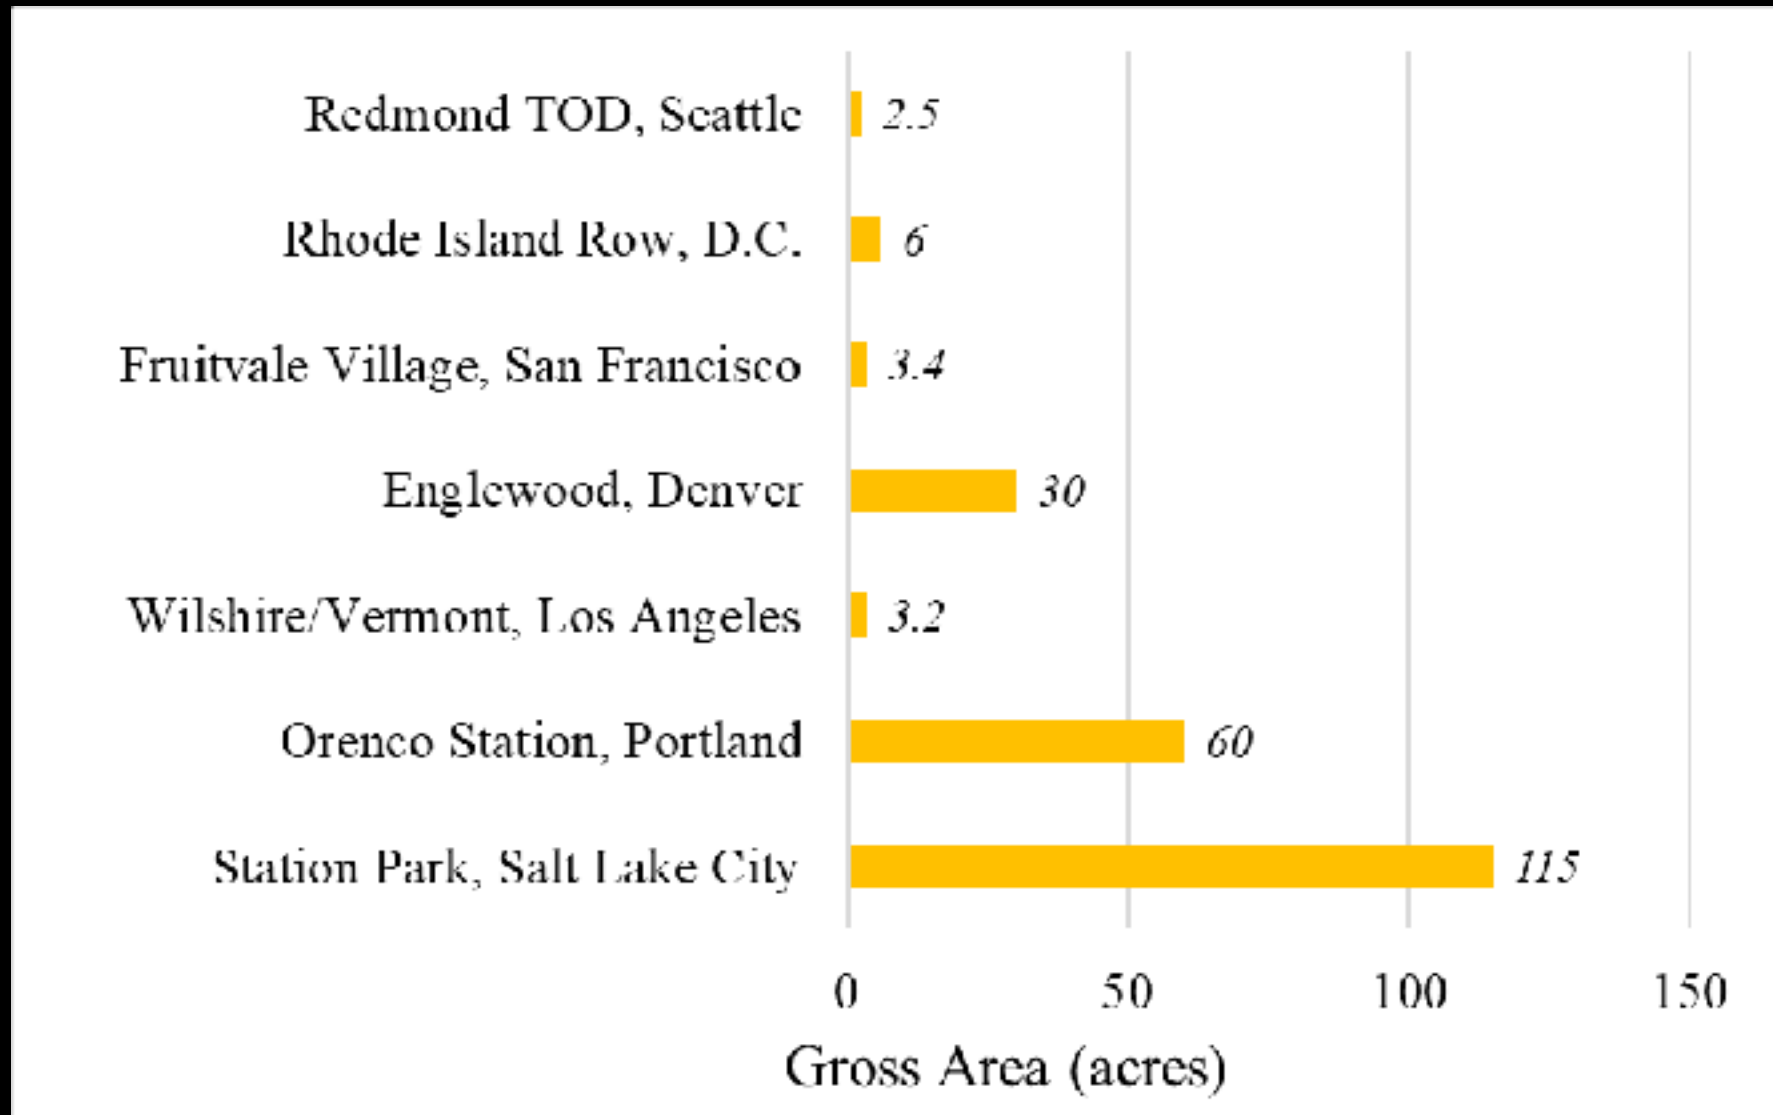 Redmond TOD, Seattle 2.5
Rhode Island Row, D.C. 6
Fruitvale Village, San Francisco 3.4
Englewood, Denver 30
Wilshire/Vermont, Los Angeles 3.2
Orenco Station, Portland 60
Station Park, Salt Lake City 115
0 50 100 150
Gross Area (acres)